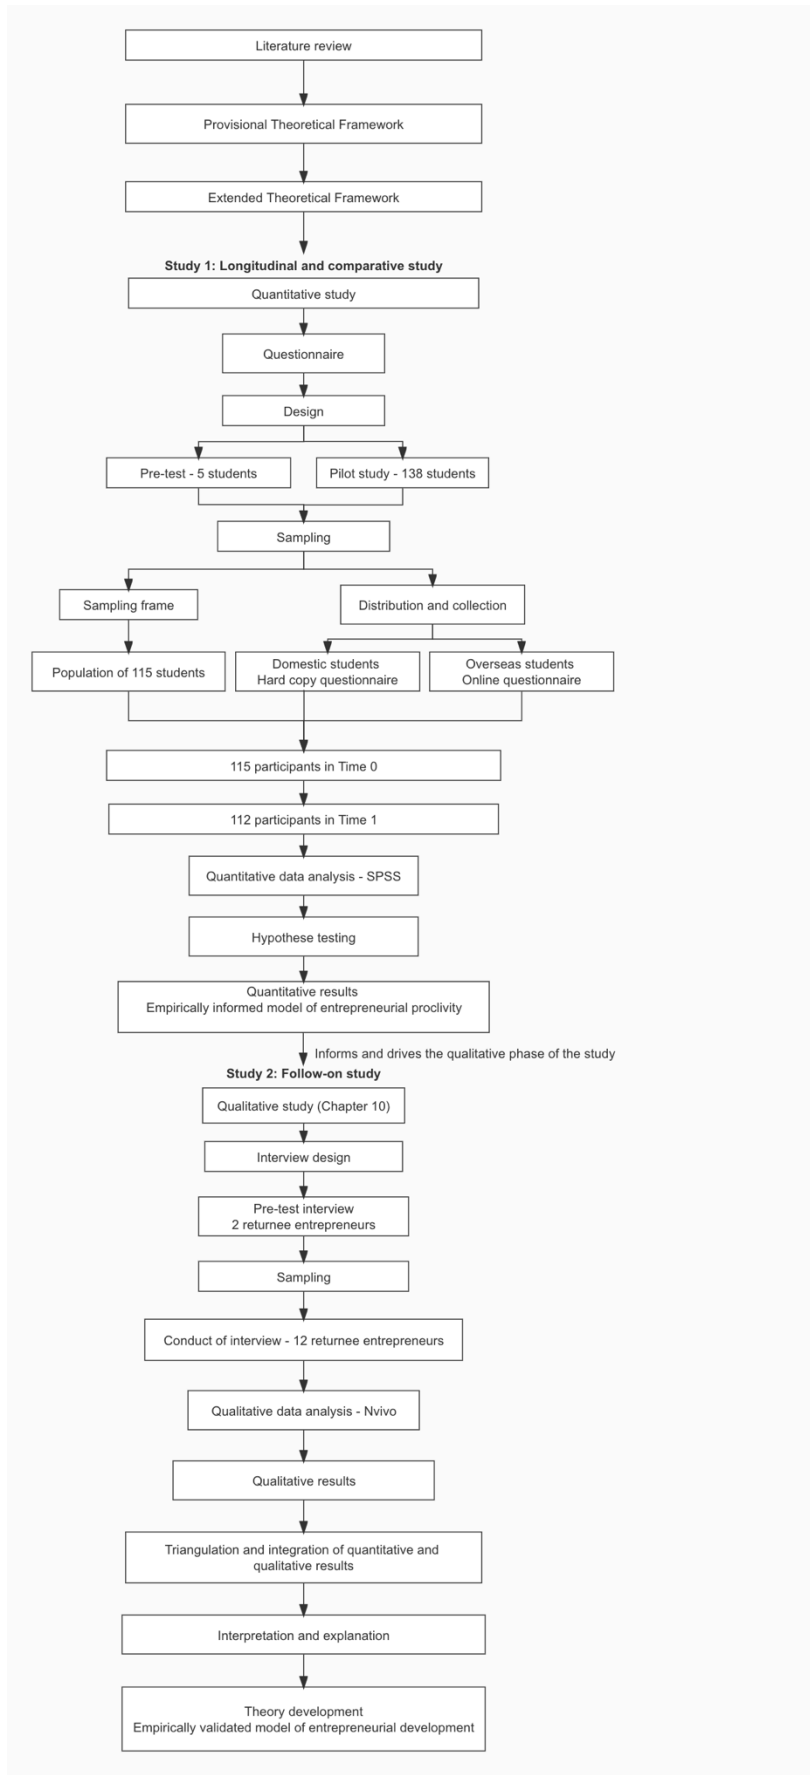 Literature review
Provisional Theoretical Framework
Extended Theoretical Framework
Study 1: Longitudinal and comparative study
Quantitative study
Questionnaire
Design
Pre-test - 5 students
Pilot study - 138 students
Sampling
Sampling frame
Distribution and collection
Population of 115 students
Domestic students
Hard copy questionnaire
Overseas students
Online questionnaire
115 participants in Time 0
112 participants in Time 1
Quantitative data analysis - SPSS
Hypothese testing
Quantitative results
Empirically informed model of entrepreneurial proclivity
Informs and drives the qualitative phase of the study
Study 2: Follow-on study
Qualitative study (Chapter 10)
Interview design
Pre-test interview
2 returnee entrepreneurs
Sampling
Conduct of interview - 12 returnee entrepreneurs
Qualitative data analysis - Nvivo
Qualitative results
Triangulation and integration of quantitative and
qualitative results
Interpretation and explanation
Theory development
Empirically validated model of entrepreneurial development